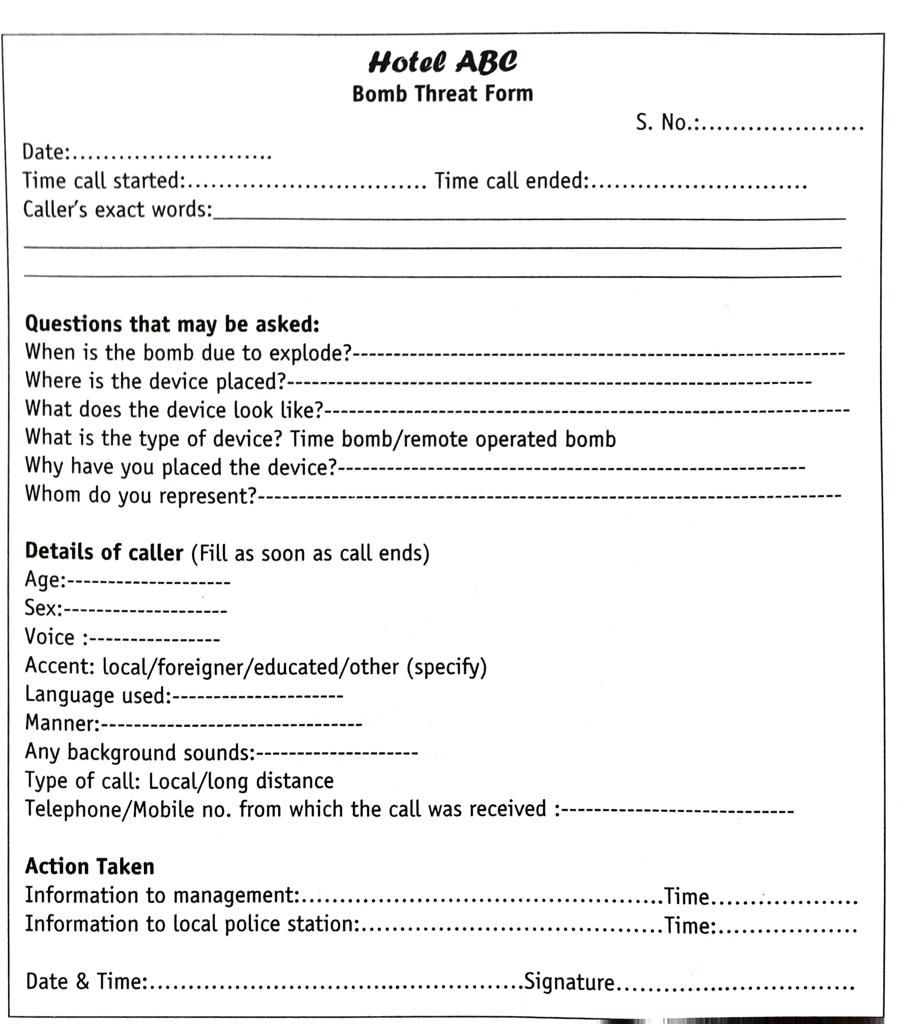 Hotel ABC
Bomb Threat Form
S. No.:......................
Date:..........................
Time call started:............................... Time call ended:............................
Caller's exact words:____________________________________________
____________________________________________________________
____________________________________________________________
Questions that may be asked:
When is the bomb due to explode?------------------------------------------------------------
Where is the device placed?----------------------------------------------------------------
What does the device look like?----------------------------------------------------------------
What is the type of device? Time bomb/remote operated bomb
Why have you placed the device?---------------------------------------------------------
Whom do you represent?-----------------------------------------------------------------------
Details of caller (Fill as soon as call ends)
Age:--------------------
Sex:--------------------
Voice :----------------
Accent: local/foreigner/educated/other (specify)
Language used:---------------------
Manner:--------------------------------
Any background sounds:--------------------
Type of call: Local/long distance
Telephone/Mobile no. from which the call was received :-----------------------------
Action Taken
Information to management:...............................................Time...................
Information to local police station:.......................................Time:..................
Date & Time:.................................................Signature...............................